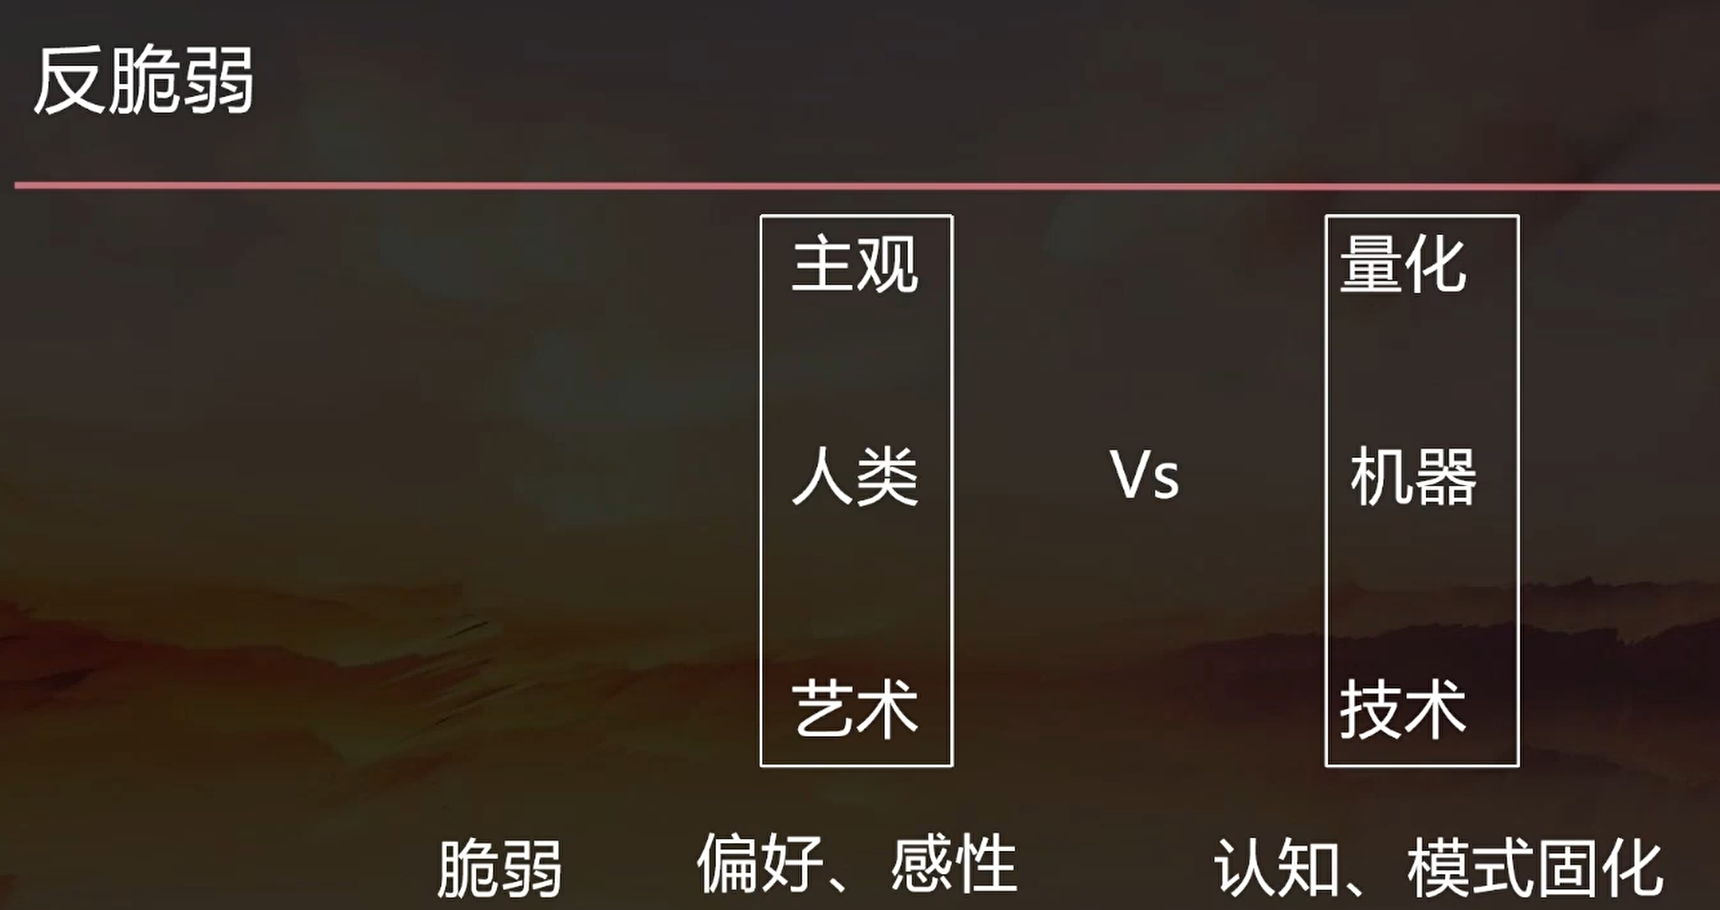 反脆弱
主观 量化
人类 Vs 机器
艺术 技术
脆弱 偏好、感性 认知、模式固化